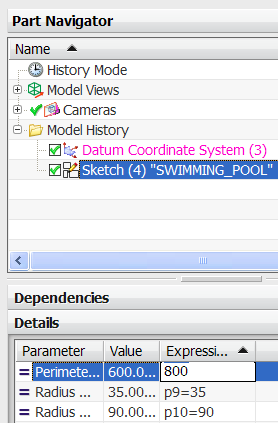 Part Navigator
Name
History Mode
Model Views
Cameras
Model History
Datum Coordinate System (3)
Sketch (4) "SWIMMING_POOL"
Dependencies
Details
Parameter Value Expressi...
Perimete... 600.0... 800
Radius ... 35.00... p9=35
Radius ... 90.00... p10=90